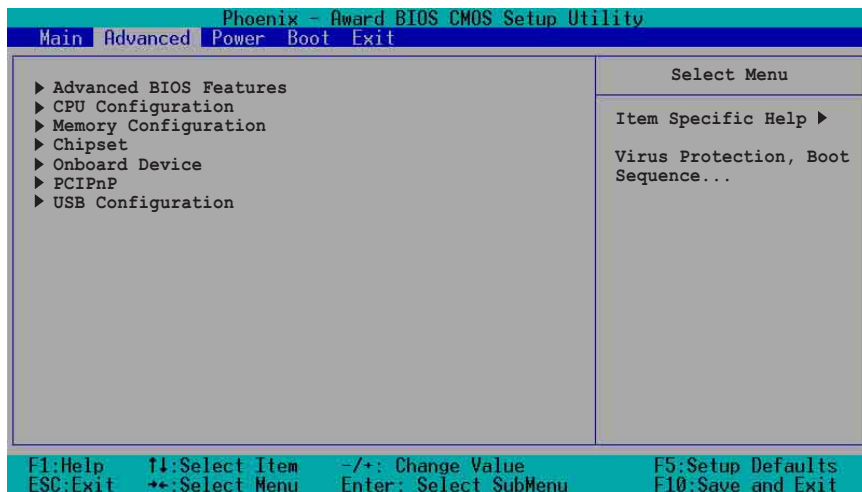 Phoenix - Award BIOS CMOS Setup Utility
Main Advanced Power Boot Exit
Advanced BIOS Features
CPU Configuration
Memory Configuration
Chipset
Onboard Device
PCIPnP
USB Configuration
Select Menu
Item Specific Help
Virus Protection, Boot
Sequence...
F1:Help ↑↓:Select Item -/+: Change Value F5:Setup Defaults
ESC:Exit →←:Select Menu Enter: Select SubMenu F10:Save and Exit